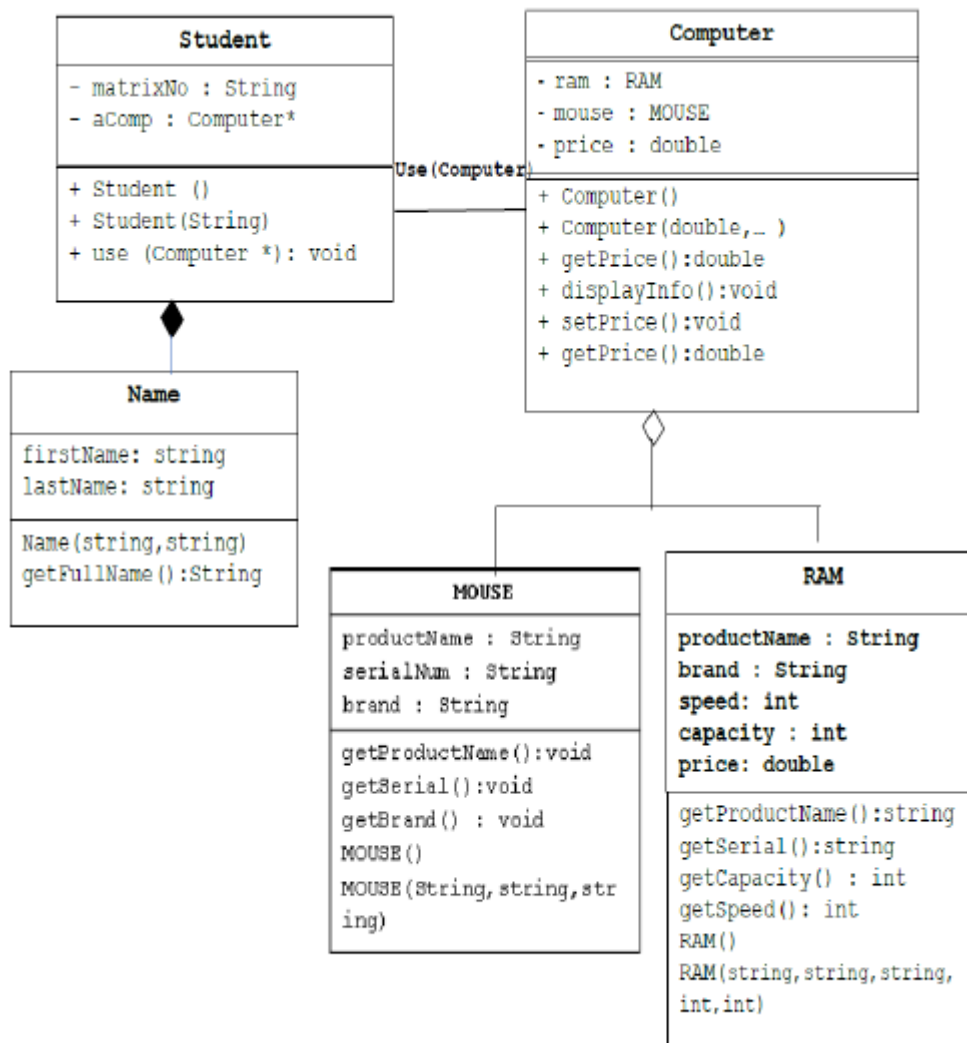 Student
- matrixNo : String
- aComp : Computer*
+ Student ()
+ Student(String)
+ use (Computer *): void
Use(Computer)
Computer
- ram : RAM
- mouse : MOUSE
- price : double
+ Computer()
+ Computer(double,… )
+ getPrice():double
+ displayInfo():void
+ setPrice():void
+ getPrice():double
Name
firstName: string
lastName: string
Name(string,string)
getFullName():String
MOUSE
productName : String
serialNum : String
brand : String
getProductName():void
getSerial():void
getBrand() : void
MOUSE()
MOUSE(String,string,str
ing)
RAM
productName : String
brand : String
speed: int
capacity : int
price: double
getProductName():string
getSerial():string
getCapacity() : int
getSpeed(): int
RAM()
RAM(string,string,string,
int,int)